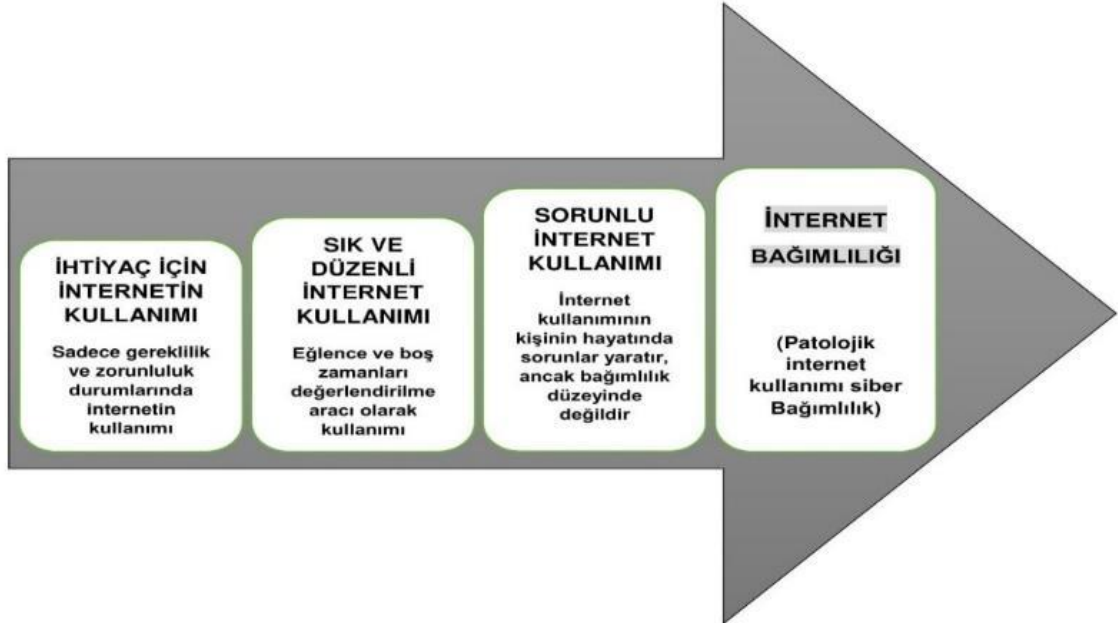 İHTİYAÇ İÇİN
İNTERNETİN
KULLANIMI
Sadece gereklilik
ve zorunluluk
durumlarında
internetin
kullanımı
SIK VE
DÜZENLİ
İNTERNET
KULLANIMI
Eğlence ve boş
zamanları
değerlendirilme
aracı olarak
kullanımı
SORUNLU
İNTERNET
KULLANIMI
İnternet
kullanımının
kişinin hayatında
sorunlar yaratır,
ancak bağımlılık
düzeyinde
değildir
İNTERNET
BAĞIMLILIĞI
(Patolojik
internet
kullanımı siber
Bağımlılık)